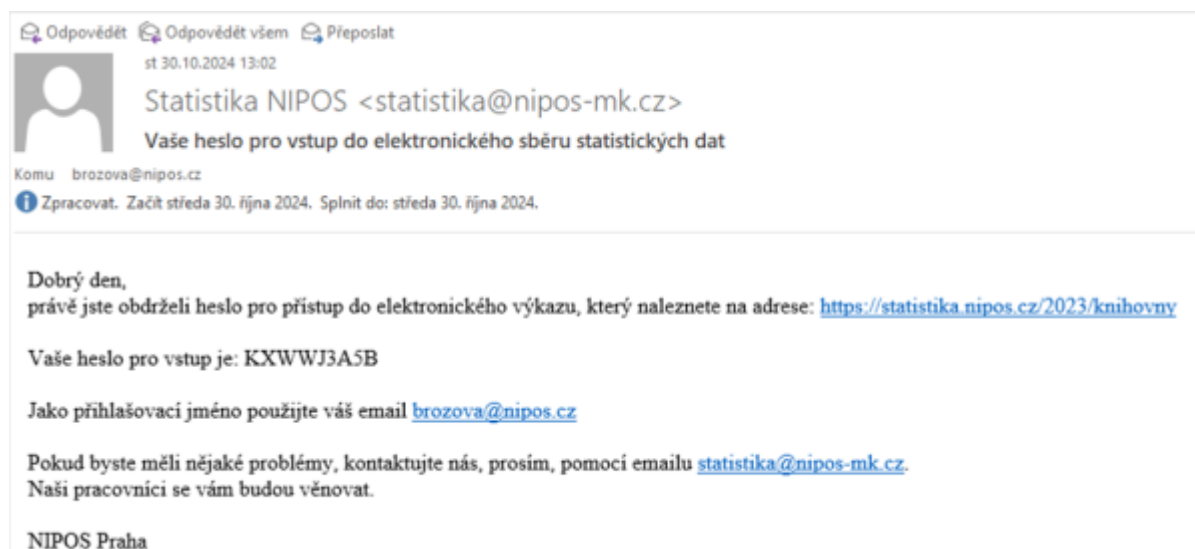 Odpovědět Odpovědět všem Přeposlat
st 30.10.2024 13:02
Statistika NIPOS <statistika@nipos-mk.cz>
Vaše heslo pro vstup do elektronického sběru statistických dat
Komu brozova@nipos.cz
Zpracovat. Začít středa 30. října 2024. Splnit do: středa 30. října 2024.
Dobrý den,
právě jste obdrželi heslo pro přístup do elektronického výkazu, který naleznete na adrese: https://statistika.nipos.cz/2023/knihovny
Vaše heslo pro vstup je: KXWWJ3A5B
Jako přihlašovací jméno použijte váš email brozova@nipos.cz
Pokud byste měli nějaké problémy, kontaktujte nás, prosím, pomocí emailu statistika@nipos-mk.cz.
Naši pracovníci se vám budou věnovat.
NIPOS Praha